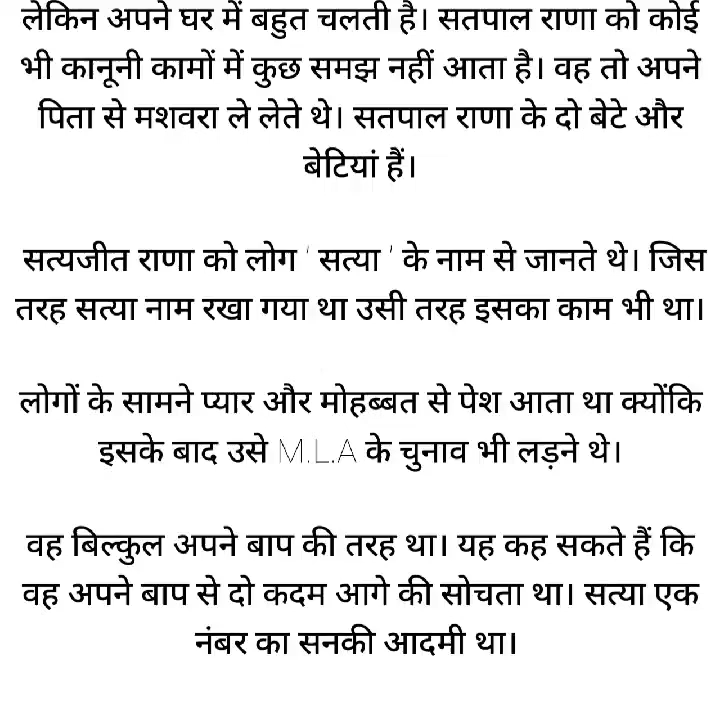 लेकिन अपने घर में बहुत चलती है। सतपाल राणा को कोई
भी कानूनी कामों में कुछ समझ नहीं आता है। वह तो अपने
पिता से मशवरा ले लेते थे। सतपाल राणा के दो बेटे और
बेटियां हैं।
सत्यजीत राणा को लोग ' सत्या ' के नाम से जानते थे। जिस
तरह सत्या नाम रखा गया था उसी तरह इसका काम भी था।
लोगों के सामने प्यार और मोहब्बत से पेश आता था क्योंकि
इसके बाद उसे M.L.A के चुनाव भी लड़ने थे।
वह बिल्कुल अपने बाप की तरह था। यह कह सकते हैं कि
वह अपने बाप से दो कदम आगे की सोचता था। सत्या एक
नंबर का सनकी आदमी था।